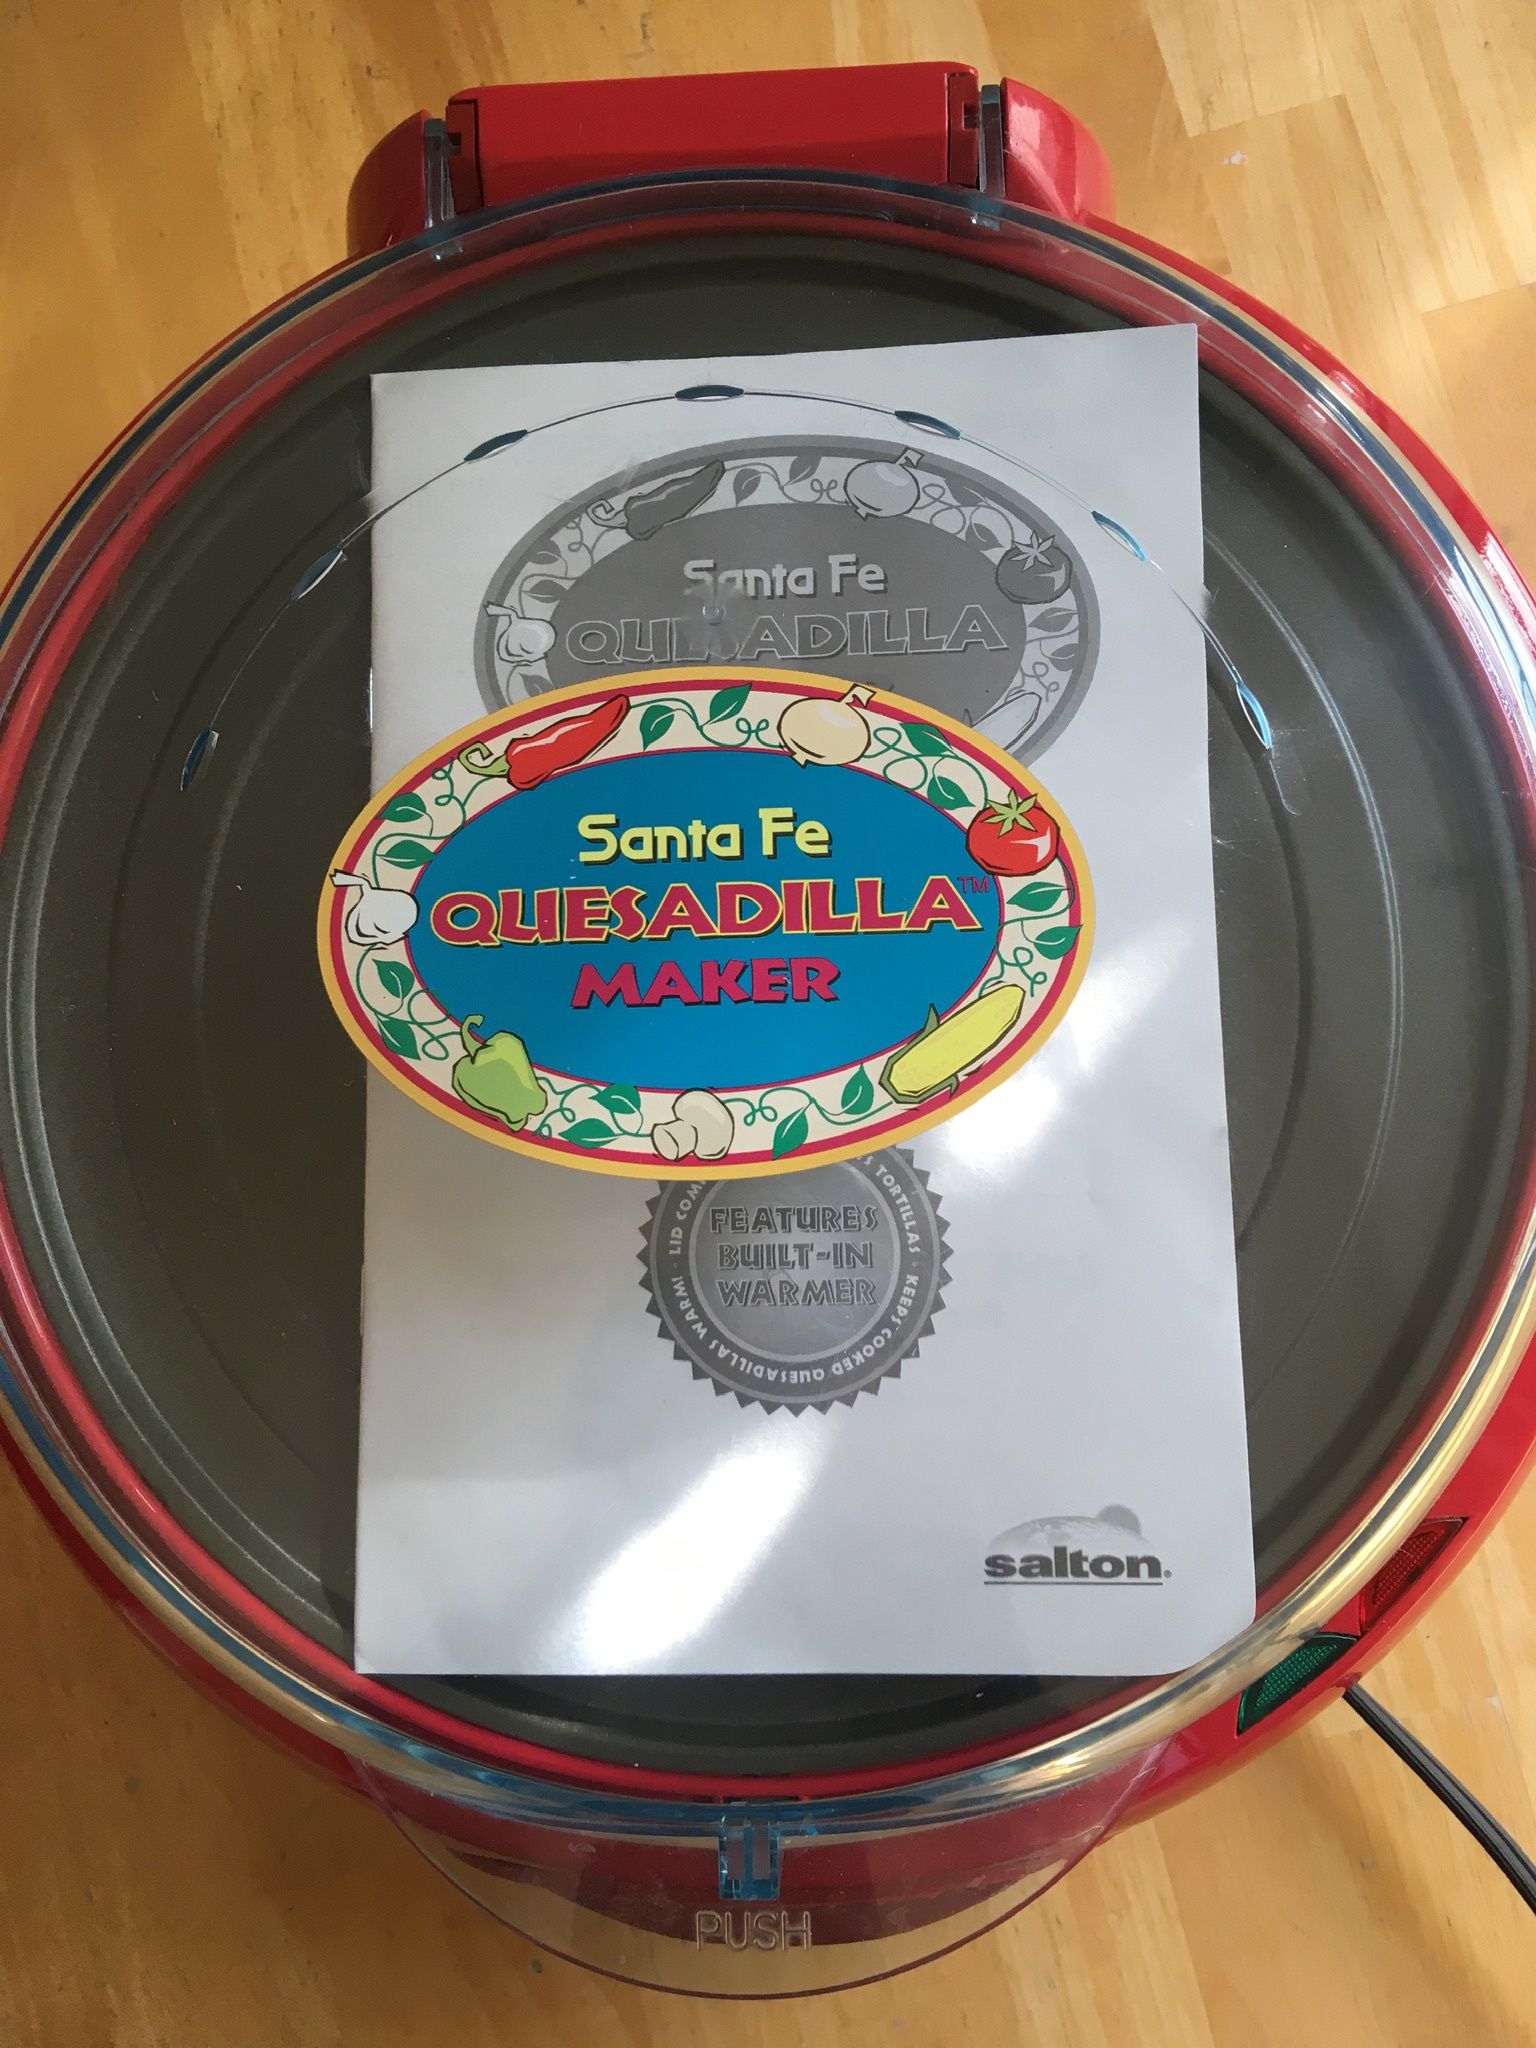 Santa Fe
QUESADILLA
Santa Fe
QUESADILLA™
MAKER
FEATURES
BUILT-IN
WARMER
TORTILLAS • KEEPS COOKED QUESADILLAS WARM! • LID
salton®
PUSH